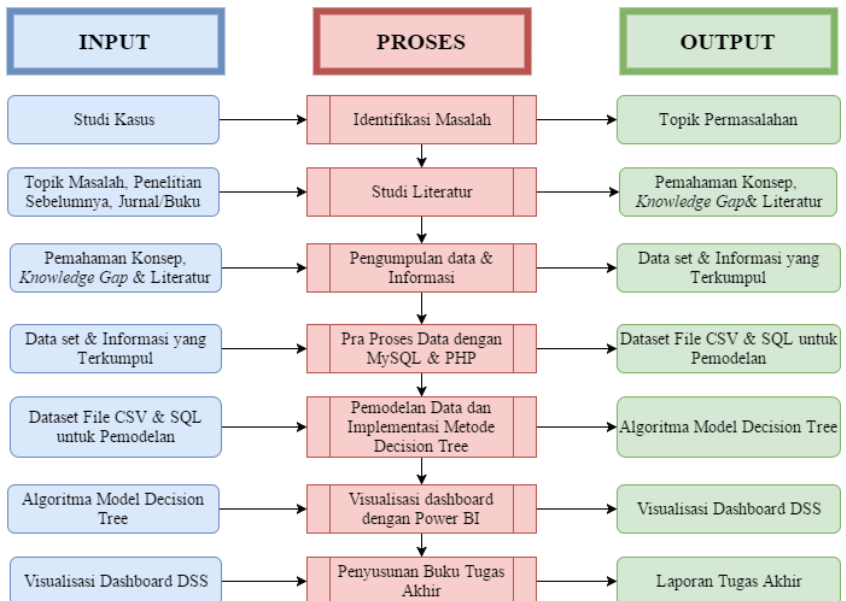 INPUT
PROSES
OUTPUT
Studi Kasus
Identifikasi Masalah
Topik Permasalahan
Topik Masalah, Penelitian
Sebelumnya, Jurnal/Buku
Studi Literatur
Pemahaman Konsep,
Knowledge Gap& Literatur
Pemahaman Konsep,
Knowledge Gap & Literatur
Pengumpulan data &
Informasi
Data set & Informasi yang
Terkumpul
Data set & Informasi yang
Terkumpul
Pra Proses Data dengan
MySQL & PHP
Dataset File CSV & SQL untuk
Pemodelan
Dataset File CSV & SQL
untuk Pemodelan
Pemodelan Data dan
Implementasi Metode
Decision Tree
Algoritma Model Decision Tree
Algoritma Model Decision
Tree
Visualisasi dashboard
dengan Power BI
Visualisasi Dashboard DSS
Visualisasi Dashboard DSS
Penyusunan Buku Tugas
Akhir
Laporan Tugas Akhir